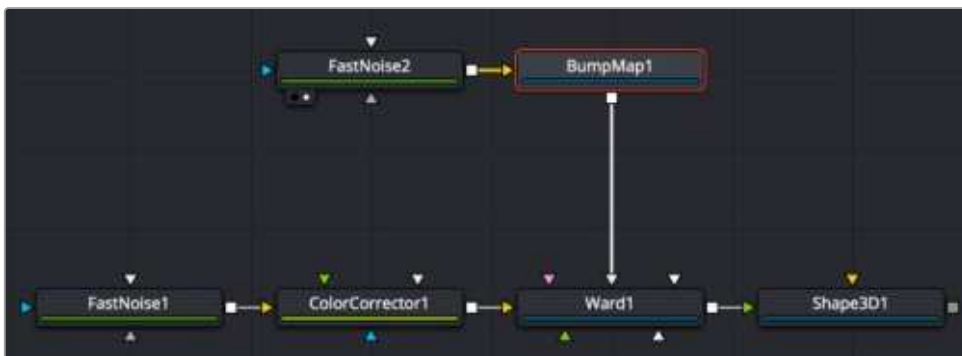 FastNoise2 BumpMap1
FastNoise1 ColorCorrector1 Ward1 Shape3D1